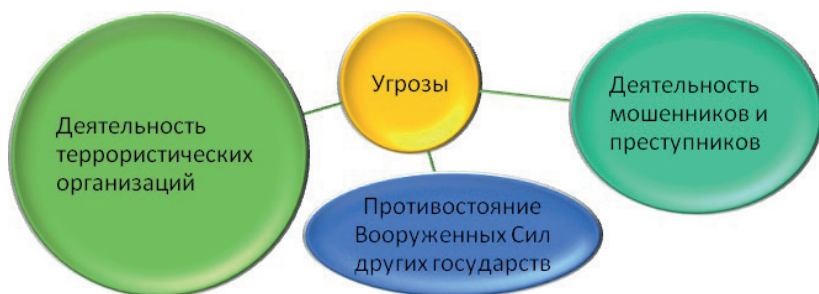 Угрозы
Деятельность
террористических
организаций
Деятельность
мошенников и
преступников
Противостояние
Вооруженных Сил
других государств